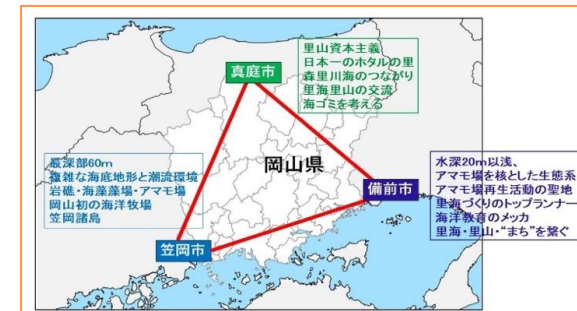 里山資本主義
日本一のホタルの里
森里川海のつながり
里海里山の交流
海ゴミを考える
真庭市
岡山県
最深部60m
複雑な海底地形と潮流環境
岩礁・海藻藻場・アマモ場
岡山初の海洋牧場
笠岡諸島
笠岡市
備前市
水深20m以浅、
アマモ場を核とした生態系
アマモ場再生活動の聖地
里海づくりのトップランナー
海洋教育のメッカ
里海・里山・“まち”を繋ぐ